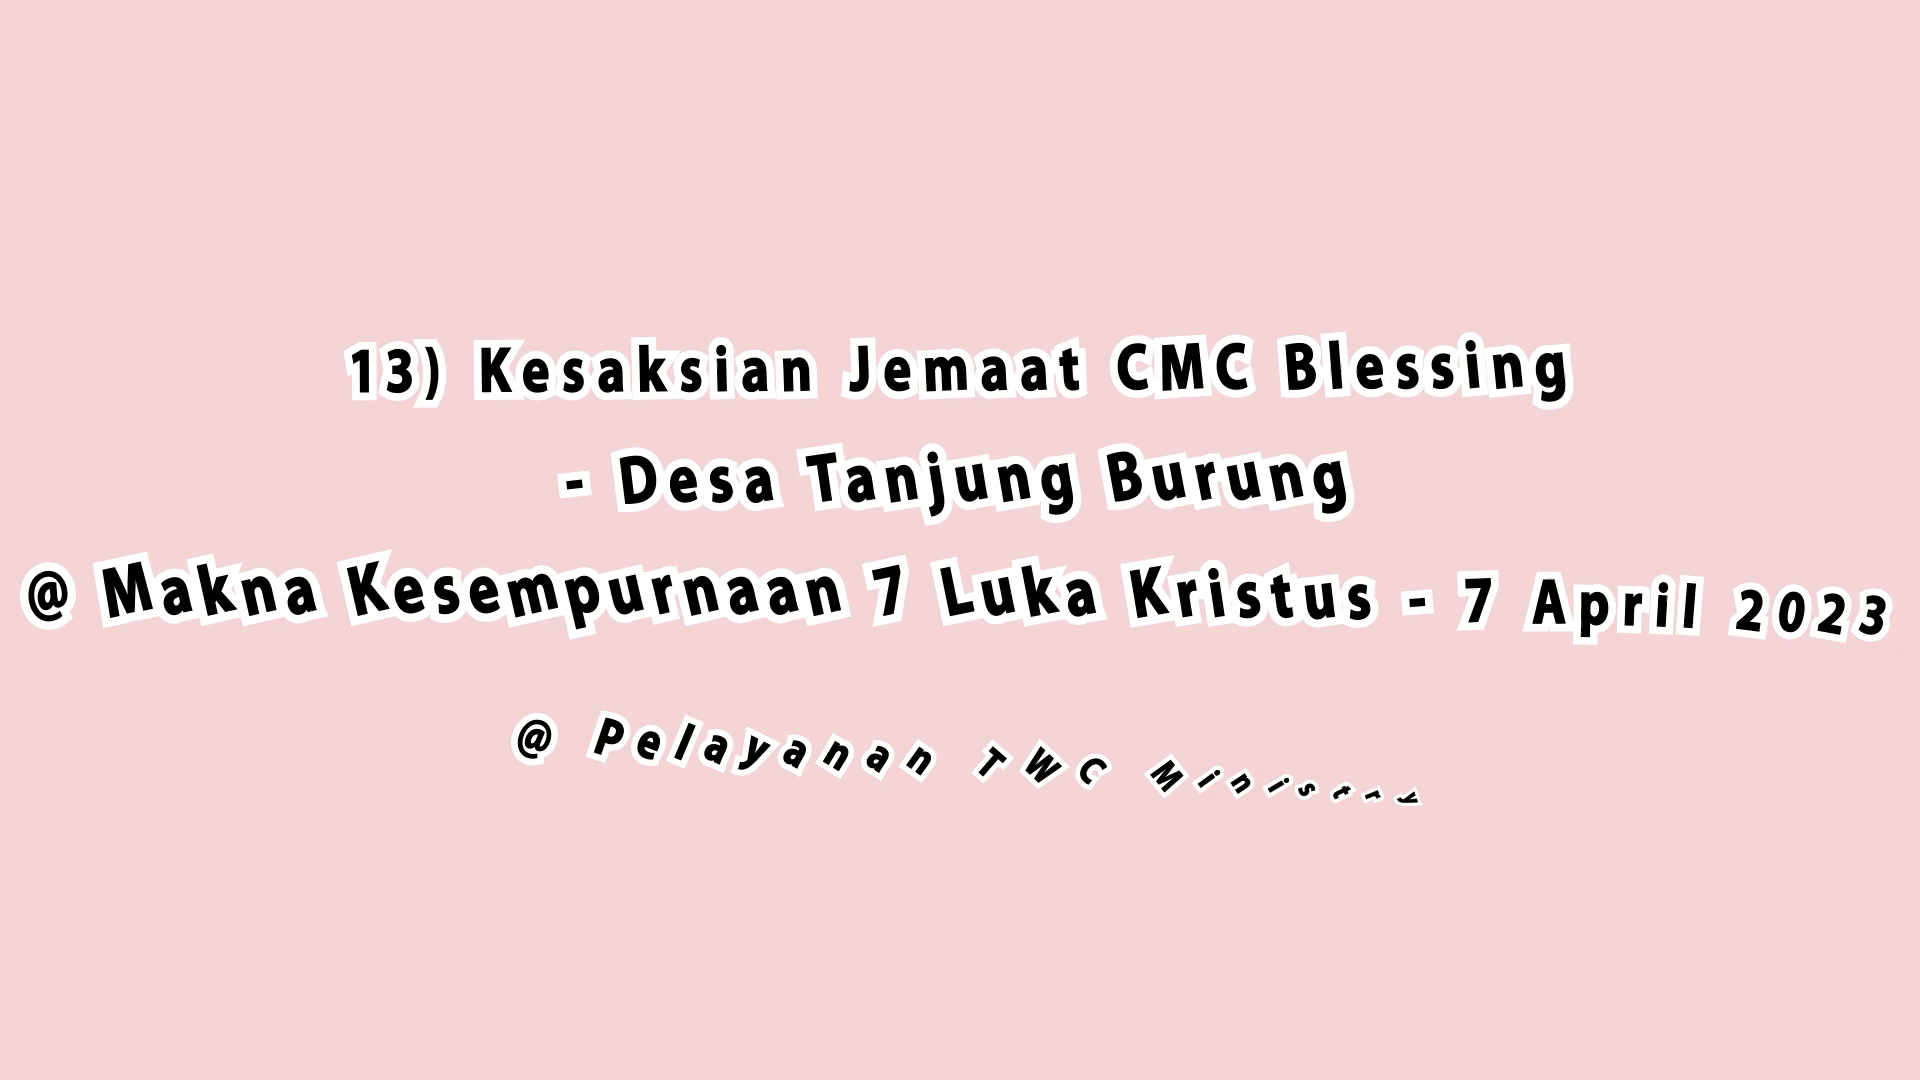 13) Kesaksian Jemaat CMC Blessing
- Desa Tanjung Burung
@ Makna Kesempurnaan 7 Luka Kristus - 7 April 2023
@ Pelayanan TWC Ministry